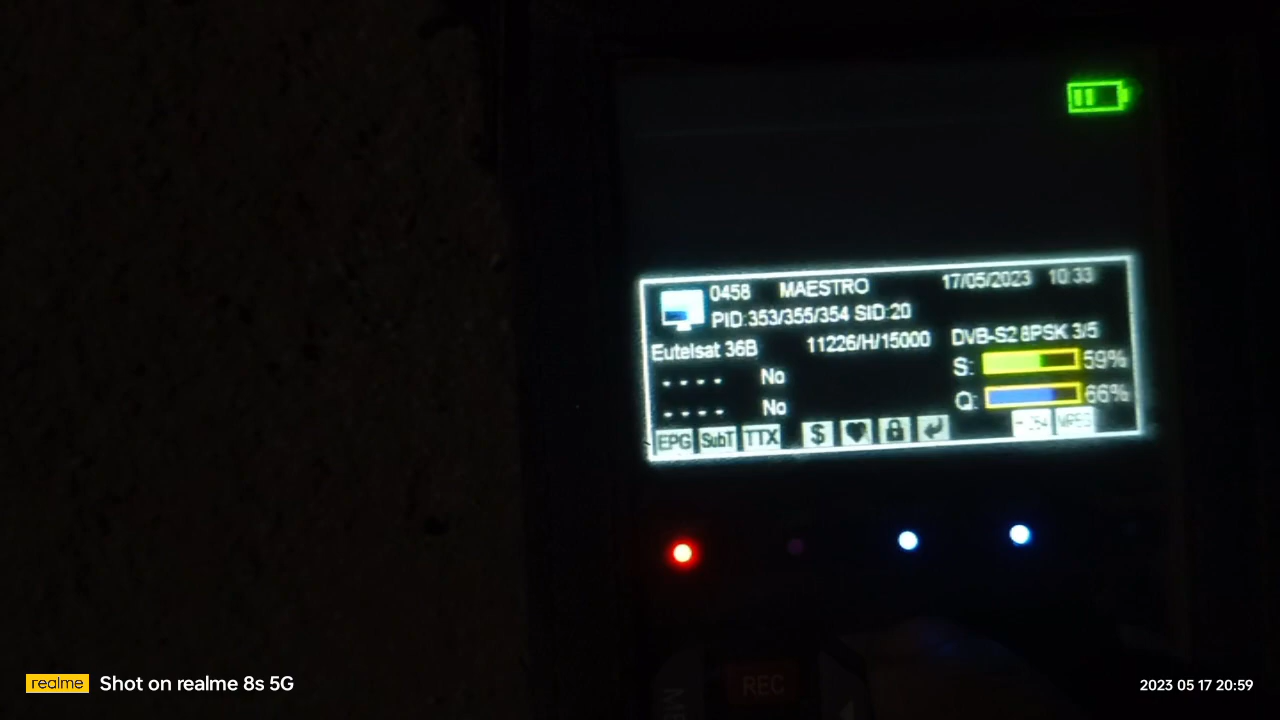 0458 MAESTRO 17/05/2023 10:33
PID:353/355/354 SID:20
Eutelsat 36B 11226/H/15000 DVB-S2 8PSK 3/5
---- No S: 59%
---- No Q: 66%
EPG SubT TTX $ H.264 MPEG
REC
realme Shot on realme 8s 5G
2023 05 17 20:59